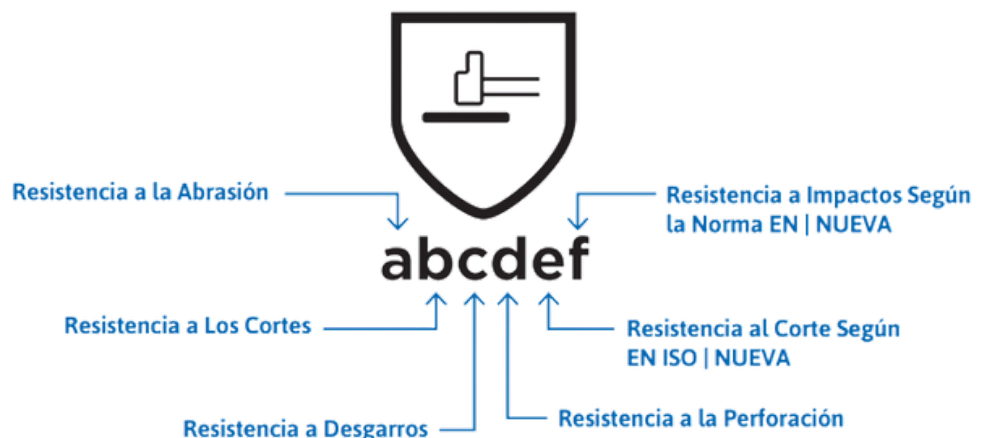 Resistencia a la Abrasión
Resistencia a Impactos Según
la Norma EN | NUEVA
abcdef
Resistencia a Los Cortes
Resistencia al Corte Según
EN ISO | NUEVA
Resistencia a Desgarros
Resistencia a la Perforación